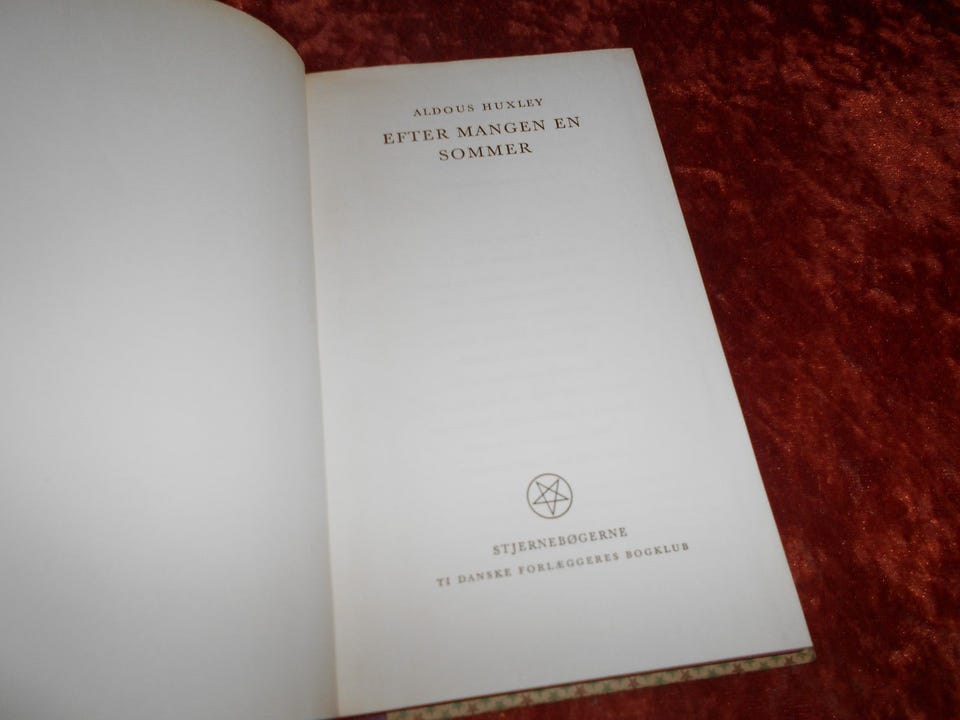 ALDOUS HUXLEY
EFTER MANGEN EN
SOMMER
STJERNEBØGERNE
TI DANSKE FORLÆGGERES BOGKLUB